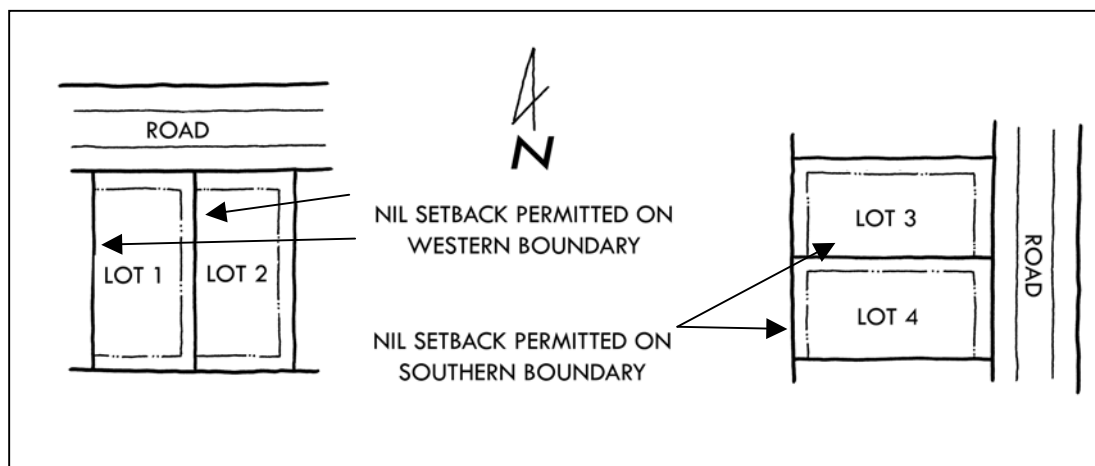 ROAD
N
NIL SETBACK PERMITTED ON
WESTERN BOUNDARY
LOT 1
LOT 2
LOT 3
ROAD
NIL SETBACK PERMITTED ON
SOUTHERN BOUNDARY
LOT 4